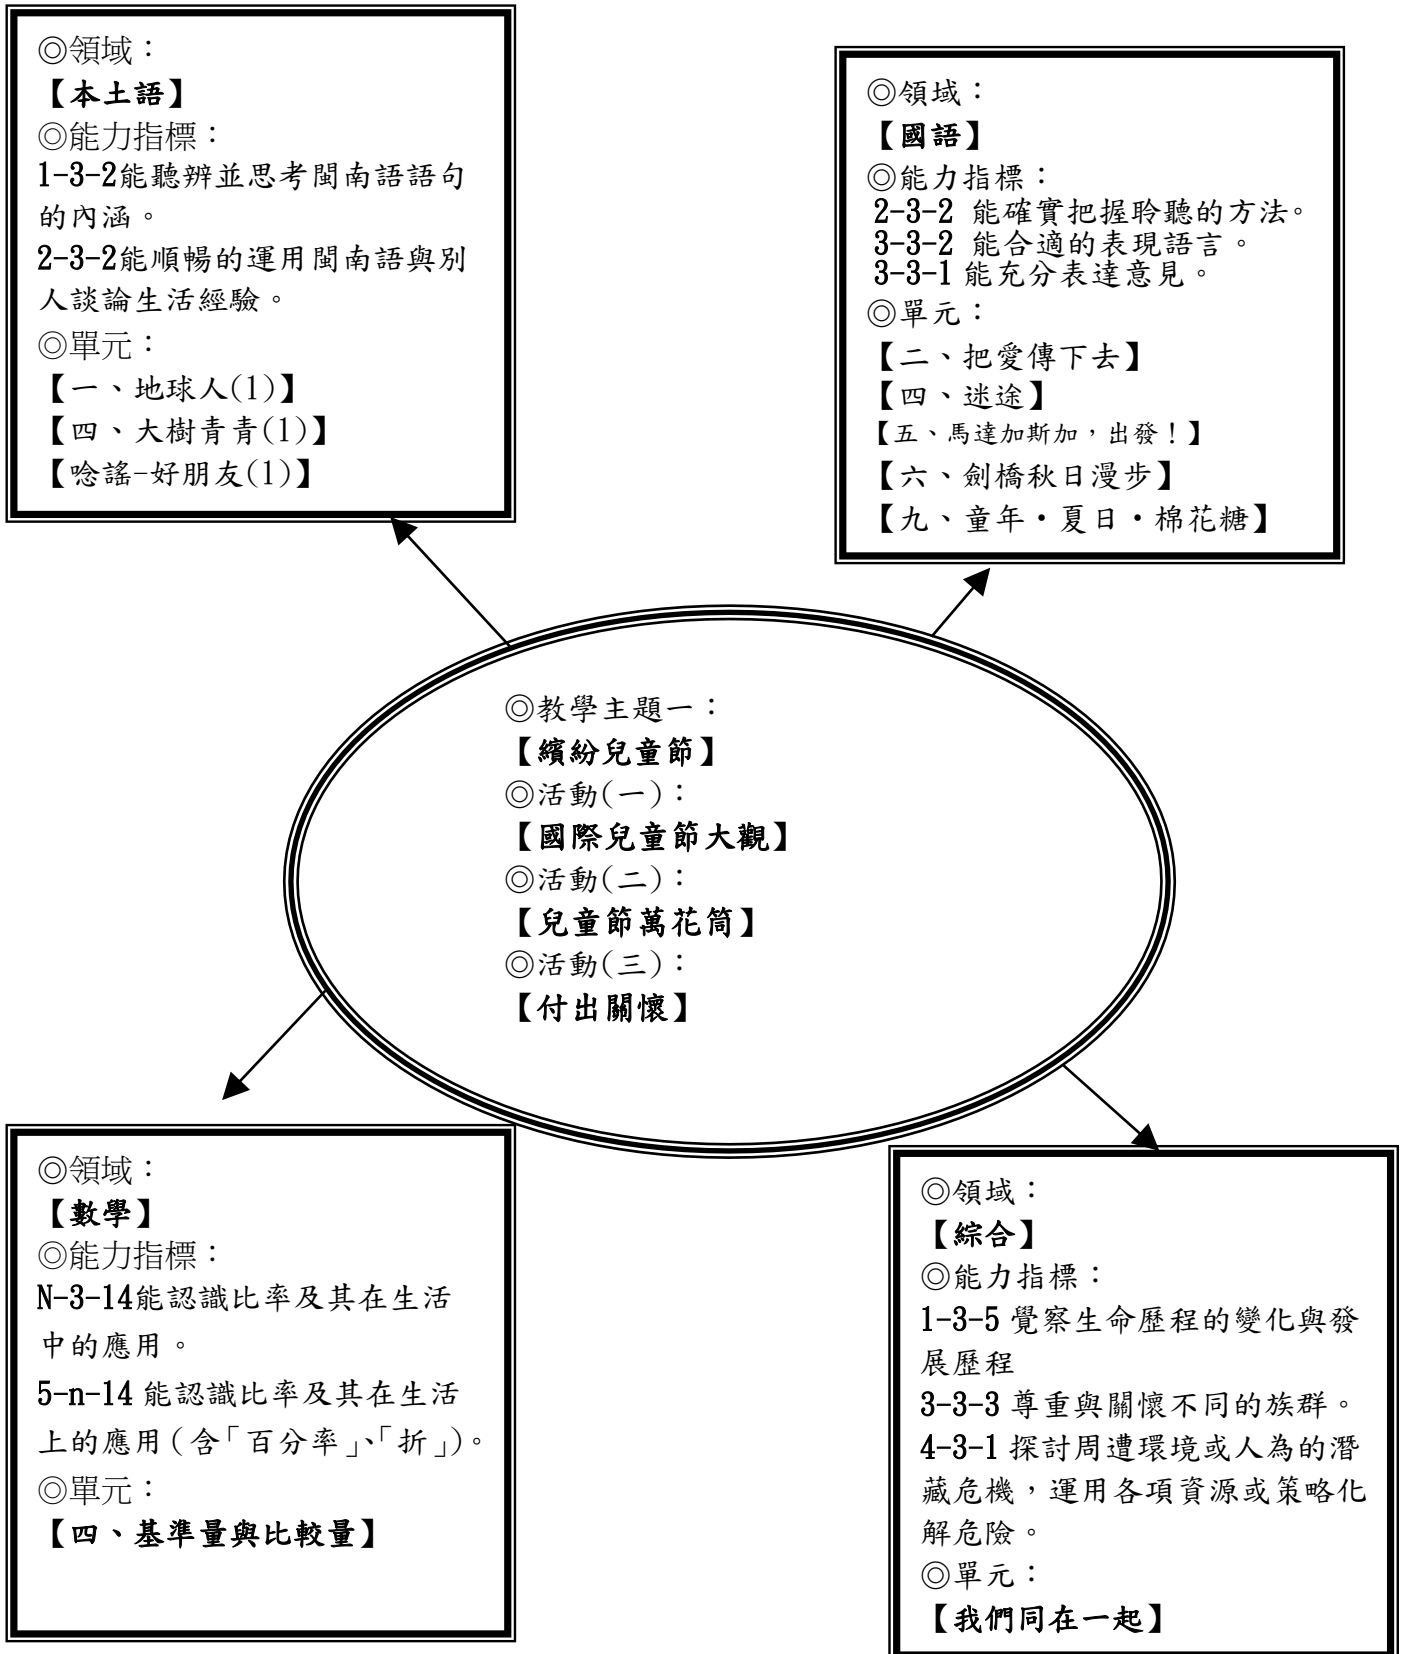 ◎領域：
【本土語】
◎能力指標：
1-3-2能聽辨並思考閩南語語句
的內涵。
2-3-2能順暢的運用閩南語與別
人談論生活經驗。
◎單元：
【一、地球人(1)】
【四、大樹青青(1)】
【唸謠-好朋友(1)】
◎領域：
【國語】
◎能力指標：
2-3-2 能確實把握聆聽的方法。
3-3-2 能合適的表現語言。
3-3-1 能充分表達意見。
◎單元：
【二、把愛傳下去】
【四、迷途】
【五、馬達加斯加，出發！】
【六、劍橋秋日漫步】
【九、童年・夏日・棉花糖】
◎教學主題一：
【繽紛兒童節】
◎活動(一)：
【國際兒童節大觀】
◎活動(二)：
【兒童節萬花筒】
◎活動(三)：
【付出關懷】
◎領域：
【數學】
◎能力指標：
N-3-14能認識比率及其在生活
中的應用。
5-n-14 能認識比率及其在生活
上的應用（含「百分率」、「折」）。
◎單元：
【四、基準量與比較量】
◎領域：
【綜合】
◎能力指標：
1-3-5 覺察生命歷程的變化與發
展歷程
3-3-3 尊重與關懷不同的族群。
4-3-1 探討周遭環境或人為的潛
藏危機，運用各項資源或策略化
解危險。
◎單元：
【我們同在一起】